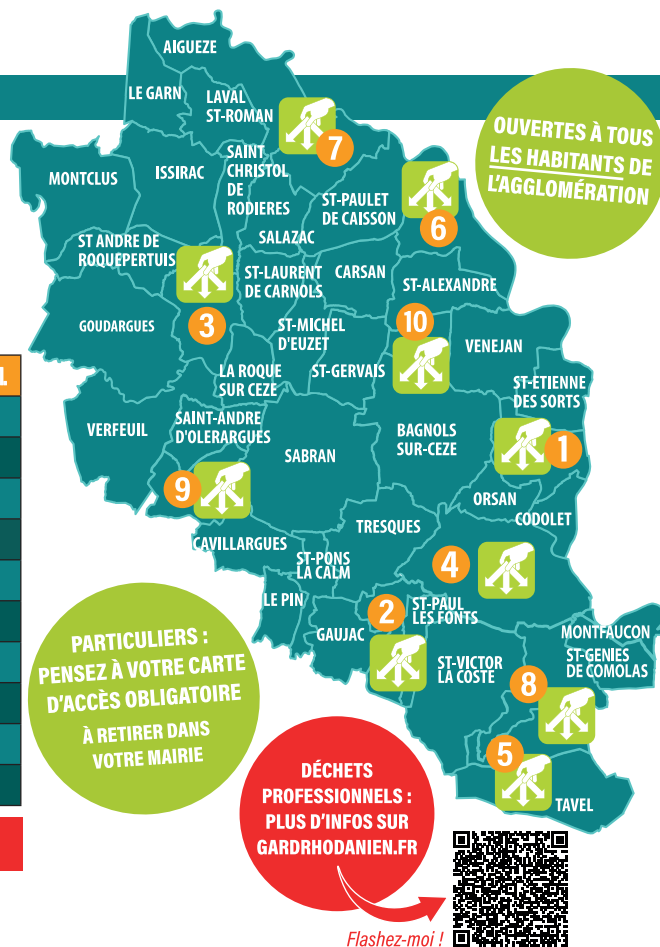 AIGUEZE
LE GARN
LAVAL
ST-ROMAN
7
OUVERTES À TOUS
LES HABITANTS DE
L'AGGLOMÉRATION
MONTCLUS
ISSIRAC
SAINT
CHRISTOL
DE
RODIERES
ST-PAULET
DE CAISSON
6
ST ANDRE DE
ROQUEPERTUIS
SALAZAC
ST-LAURENT
DE CARNOLS
CARSAN
ST-ALEXANDRE
GOUDARGUES
3
ST-MICHEL
D'EUZET
10
VENEJAN
LA ROQUE
SUR CEZE
ST-GERVAIS
ST-ETIENNE
DES SORTS
VERFEUIL
SAINT-ANDRE
D'OLERARGUES
SABRAN
BAGNOLS
SUR-CEZE
1
9
ORSAN
CODOLET
CAVILLARGUES
TRESQUES
ST-PONS
LA CALM
4
LE PIN
2
ST-PAUL
LES FONTS
GAUJAC
MONTFAUCON
ST-GENIES
DE COMOLAS
ST-VICTOR
LA COSTE
8
5
TAVEL
PARTICULIERS :
PENSEZ À VOTRE CARTE
D'ACCÈS OBLIGATOIRE
À RETIRER DANS
VOTRE MAIRIE
DÉCHETS
PROFESSIONNELS :
PLUS D'INFOS SUR
GARDRHODANIEN.FR
Flashez-moi !